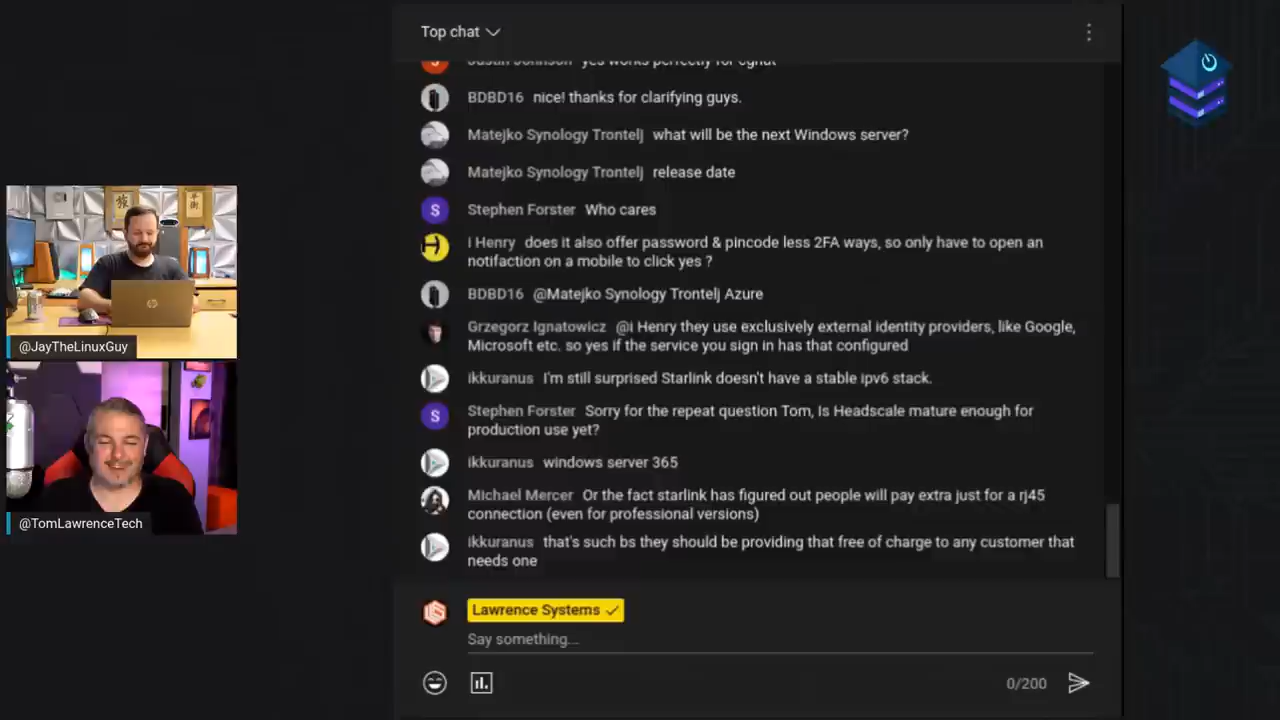 Top chat
yes works perfectly for cgnat
BDBD16 nice! thanks for clarifying guys.
Matejko Synology Trontelj what will be the next Windows server?
Matejko Synology Trontelj release date
S Stephen Forster Who cares
i Henry does it also offer password & pincode less 2FA ways, so only have to open an
notifaction on a mobile to click yes ?
BDBD16 @Matejko Synology Trontelj Azure
Grzegorz Ignatowicz @i Henry they use exclusively external identity providers, like Google,
Microsoft etc. so yes if the service you sign in has that configured
ikkuranus I'm still surprised Starlink doesn't have a stable ipv6 stack.
S Stephen Forster Sorry for the repeat question Tom, Is Headscale mature enough for
production use yet?
ikkuranus windows server 365
Michael Mercer Or the fact starlink has figured out people will pay extra just for a rj45
connection (even for professional versions)
ikkuranus that's such bs they should be providing that free of charge to any customer that
needs one
Lawrence Systems
Say something...
0/200
@JayTheLinuxGuy
@TomLawrenceTech